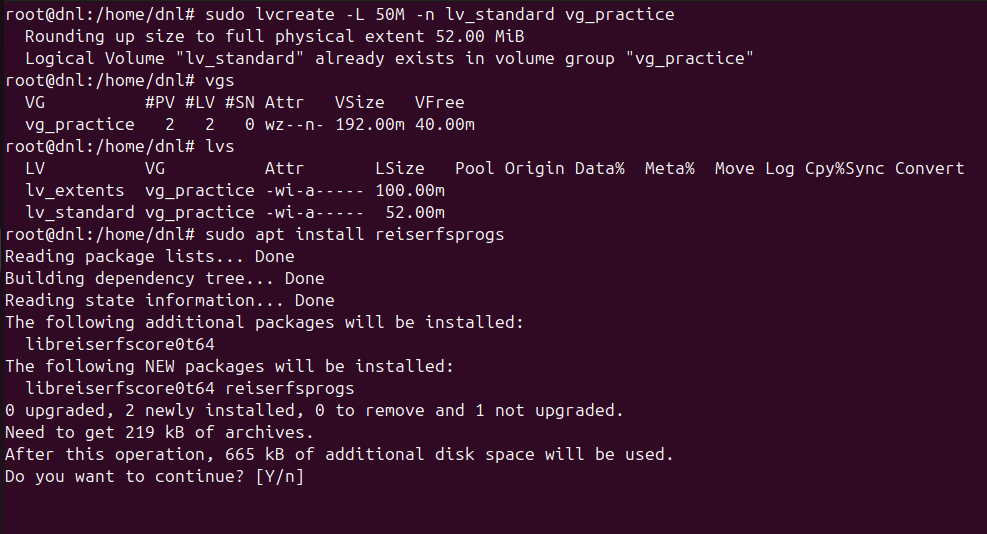 root@dnl:/home/dnl# sudo lvcreate -L 50M -n lv_standard vg_practice
  Rounding up size to full physical extent 52.00 MiB
  Logical Volume "lv_standard" already exists in volume group "vg_practice"
root@dnl:/home/dnl# vgs
  VG          #PV #LV #SN Attr   VSize   VFree
  vg_practice   2   2   0 wz--n- 192.00m 40.00m
root@dnl:/home/dnl# lvs
  LV          VG          Attr       LSize   Pool Origin Data%  Meta%  Move Log Cpy%Sync Convert
  lv_extents  vg_practice -wi-a----- 100.00m
  lv_standard vg_practice -wi-a-----  52.00m
root@dnl:/home/dnl# sudo apt install reiserfsprogs
Reading package lists... Done
Building dependency tree... Done
Reading state information... Done
The following additional packages will be installed:
  libreiserfscore0t64
The following NEW packages will be installed:
  libreiserfscore0t64 reiserfsprogs
0 upgraded, 2 newly installed, 0 to remove and 1 not upgraded.
Need to get 219 kB of archives.
After this operation, 665 kB of additional disk space will be used.
Do you want to continue? [Y/n]